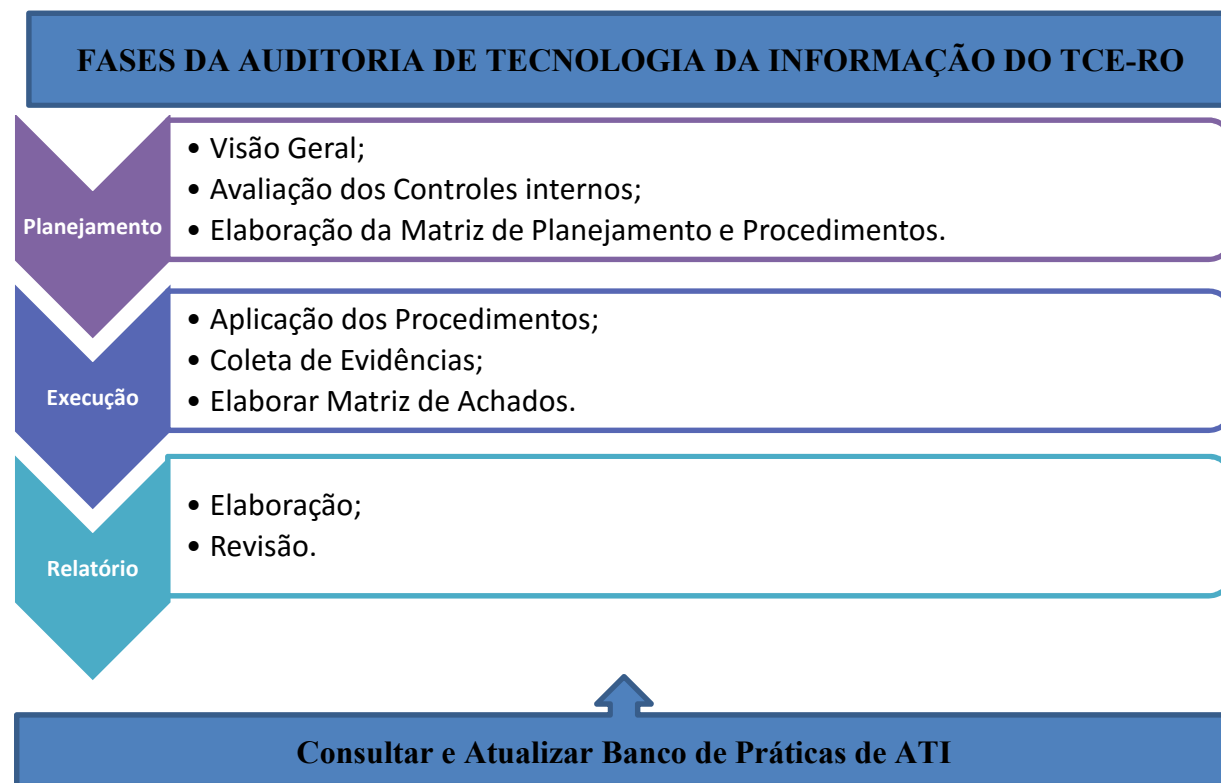 FASES DA AUDITORIA DE TECNOLOGIA DA INFORMAÇÃO DO TCE-RO
Planejamento
• Visão Geral;
• Avaliação dos Controles internos;
• Elaboração da Matriz de Planejamento e Procedimentos.
Execução
• Aplicação dos Procedimentos;
• Coleta de Evidências;
• Elaborar Matriz de Achados.
Relatório
• Elaboração;
• Revisão.
Consultar e Atualizar Banco de Práticas de ATI